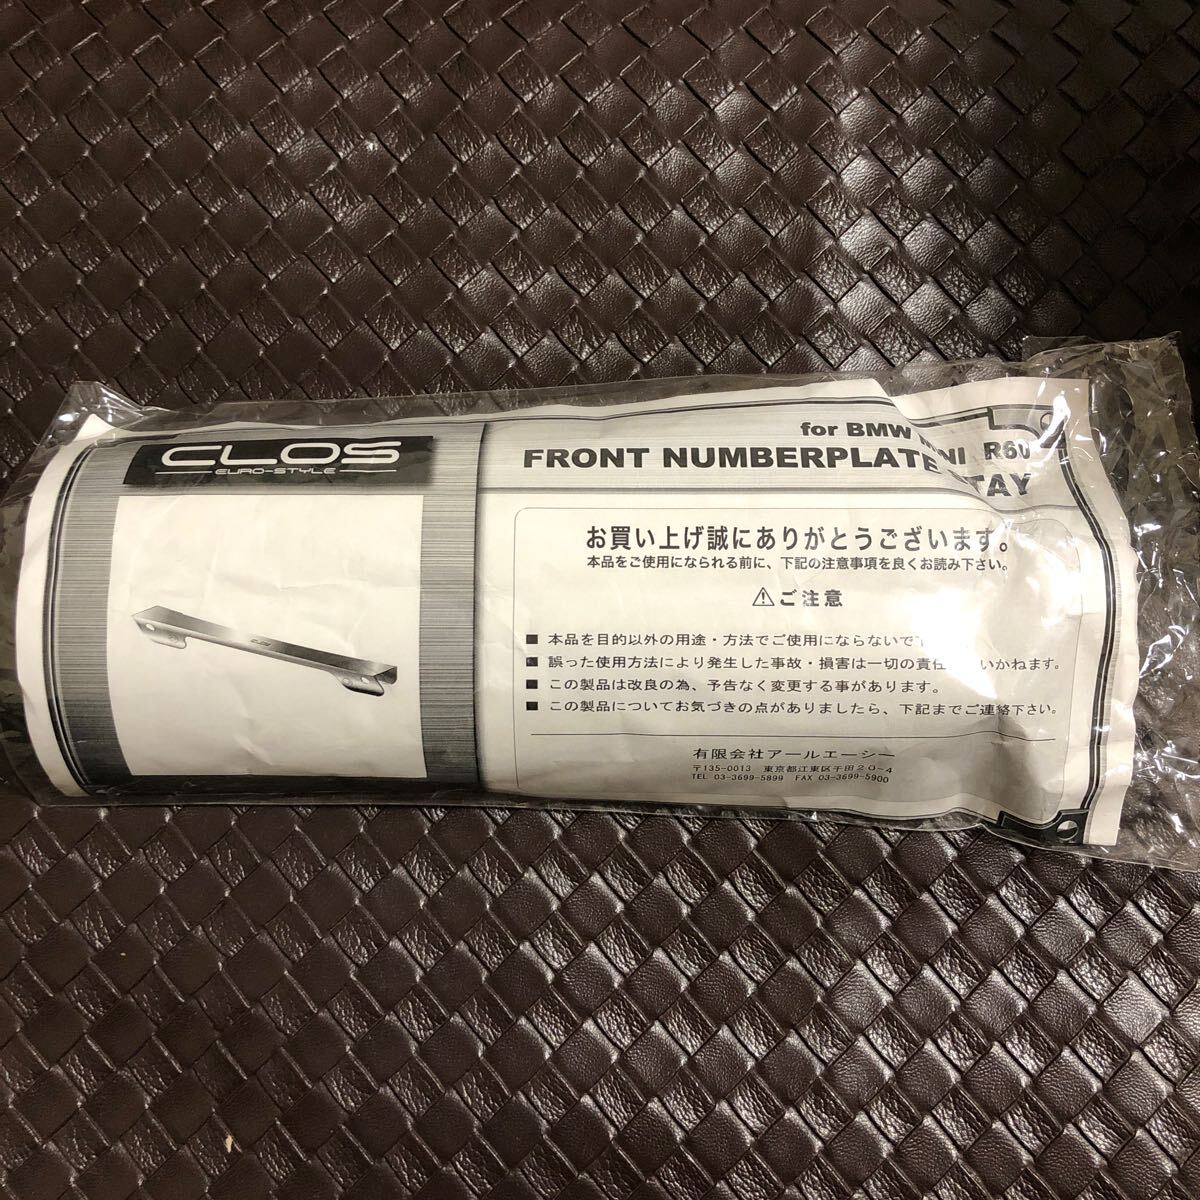 CLOS
EURO-STYLE
for BMW MINI R60
FRONT NUMBERPLATE STAY
お買い上げ誠にありがとうございます。
本品をご使用になられる前に、下記の注意事項を良くお読み下さい。
⚠ご注意
■ 本品を目的以外の用途・方法でご使用にならないで下
■ 誤った使用方法により発生した事故・損害は一切の責任 いかねます。
■ この製品は改良の為、予告なく変更する事があります。
■ この製品についてお気づきの点がありましたら、下記までご連絡下さい。
有限会社アールエーシー
〒135-0013 東京都江東区千田20-4
TEL 03-3699-5899 FAX 03-3699-5900